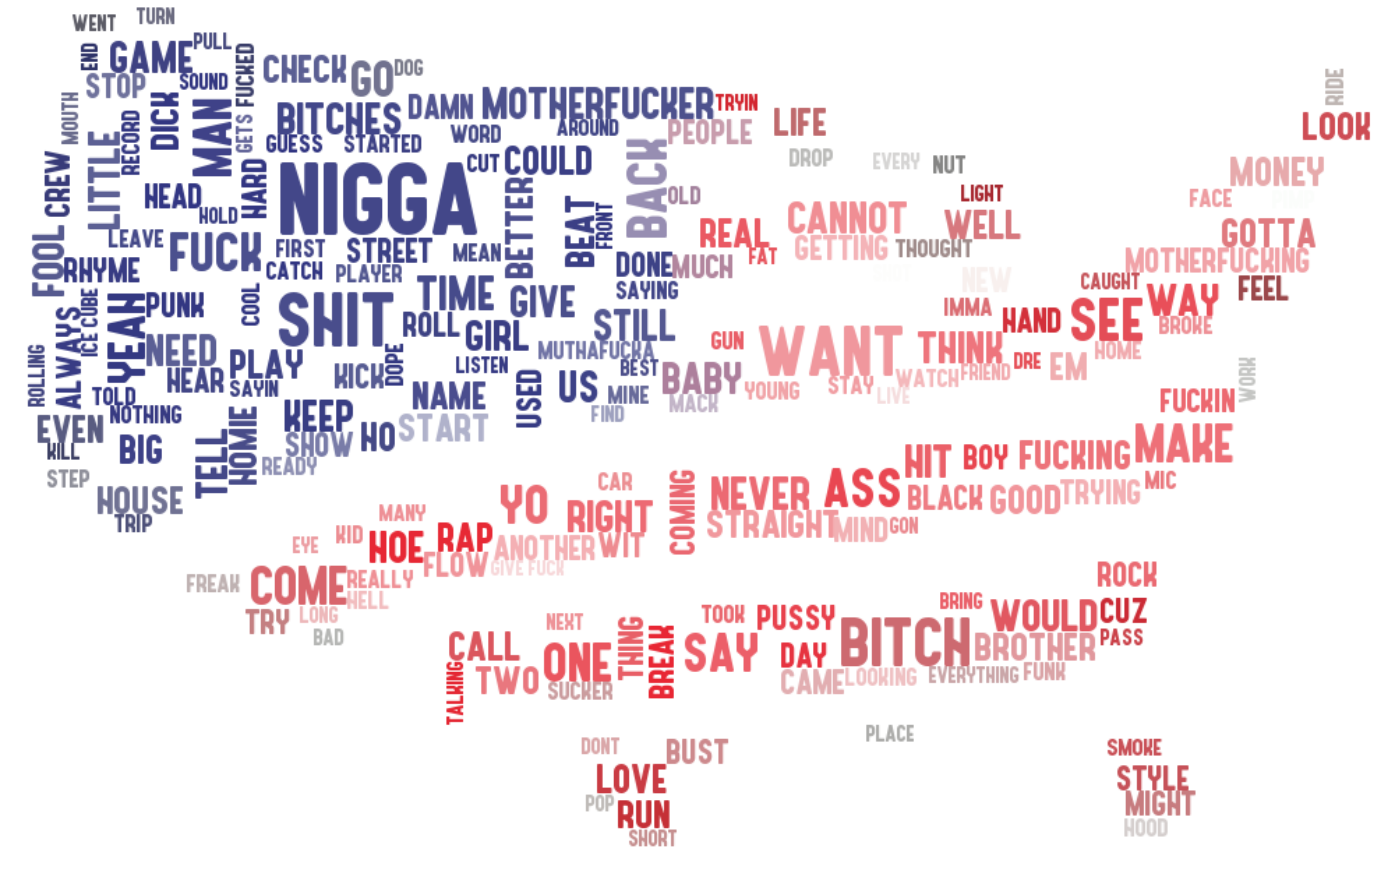 WENT
TURN
END
GAME
PULL
STOP
SOUND
GETS FUCKED
CHECK
GO
DOG
MOUTH
LITTLE
RECORD
DICK
MAN
BITCHES
DAMN
MOTHERFUCKER
TRYIN
GUESS
STARTED
WORD
AROUND
PEOPLE
LIFE
RIDE
LOOK
CREW
HEAD
HOLD
HARD
NIGGA
CUT
COULD
BACK
OLD
DROP
EVERY
NUT
LIGHT
MONEY
FACE
FOOL
RHYME
LEAVE
FUCK
FIRST
STREET
MEAN
BETTER
BEAT
FRONT
REAL
FAT
CANNOT
GETTING
THOUGHT
WELL
GOTTA
MOTHERFUCKING
CATCH
PLAYER
DONE
MUCH
SAYING
NEW
CAUGHT
FEEL
ALWAYS
ICE CUBE
YEAH
PUNK
COOL
SHIT
TIME
GIVE
ROLL
GIRL
STILL
IMMA
HAND
SEE
WAY
BROKE
ROLLING
NEED
PLAY
HEAR
SAYIN
KICK
DOPE
LISTEN
MUTHAFUCKA
BEST
GUN
WANT
THINK
DRE
EM
HOME
TOLD
NOTHING
NAME
USED
US
MINE
FIND
BABY
MACK
YOUNG
STAY
LIVE
WATCH
FRIEND
WORK
EVEN
KILL
BIG
TELL
HOMIE
KEEP
SHOW
HO
START
READY
FUCKIN
MAKE
STEP
HOUSE
TRIP
HIT
BOY
FUCKING
MIC
MANY
YO
CAR
RIGHT
COMING
NEVER
ASS
BLACK
GOOD
TRYING
STRAIGHT
MIND
GON
EYE
KID
HOE
RAP
ANOTHER
WIT
FLOW
GIVE FUCK
FREAK
COME
REALLY
HELL
TRY
LONG
BAD
ROCK
NEXT
THING
BREAK
TOOK
PUSSY
BRING
WOULD
CUZ
PASS
CALL
TALKING
TWO
ONE
SUCKER
SAY
DAY
BITCH
BROTHER
CAME
LOOKING
EVERYTHING
FUNK
DONT
BUST
PLACE
LOVE
POP
RUN
SHORT
SMOKE
STYLE
MIGHT
HOOD